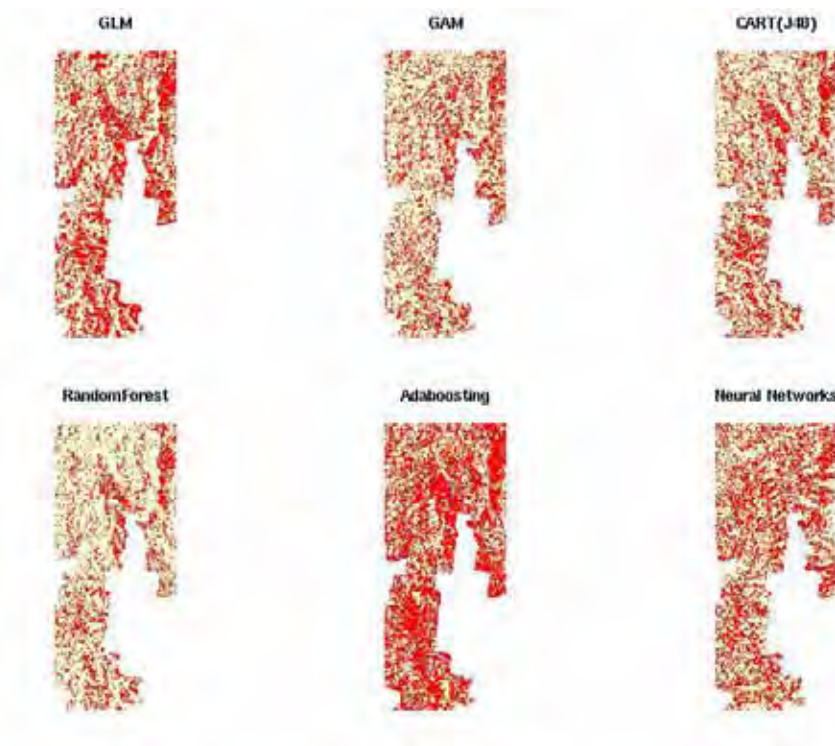 GLM
GAM
CART(J48)
RandomForest
Adaboosting
Neural Networks